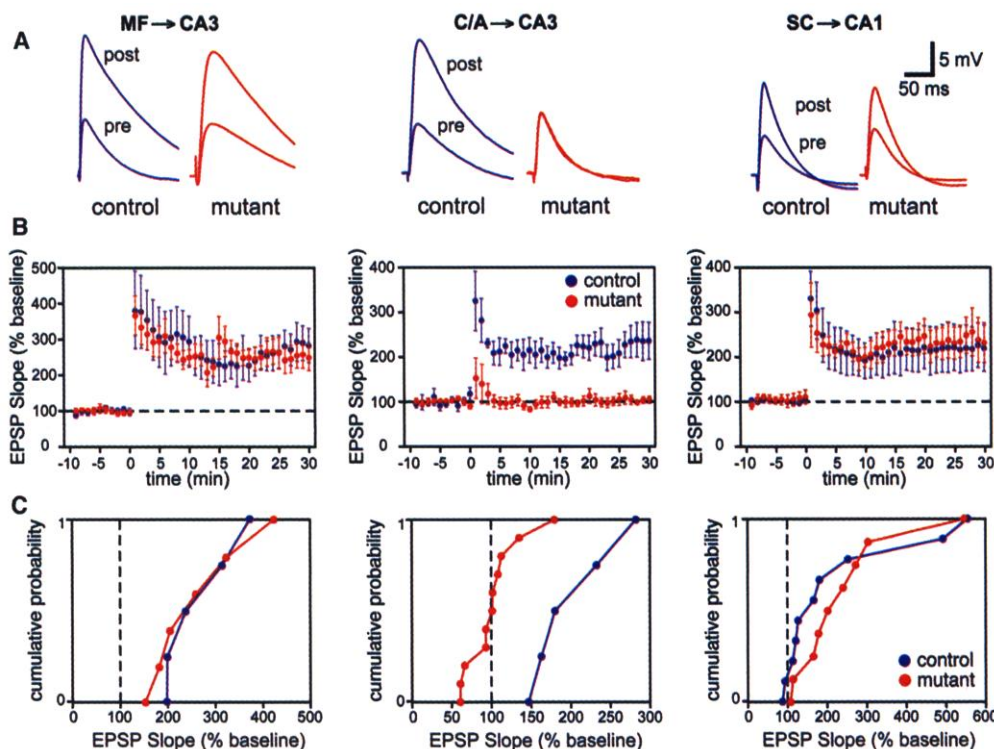 MF→CA3
C/A→CA3
SC→CA1
A
post
pre
control
mutant
post
pre
control
mutant
post
pre
control
mutant
5 mV
50 ms
B
EPSP Slope (% baseline)
500
400
300
200
100
0
-10 -5 0 5 10 15 20 25 30
time (min)
EPSP Slope (% baseline)
400
300
200
100
0
-10 -5 0 5 10 15 20 25 30
time (min)
control
mutant
EPSP Slope (% baseline)
400
300
200
100
0
-10 -5 0 5 10 15 20 25 30
time (min)
C
cumulative probability
1
0
0 100 200 300 400 500
EPSP Slope (% baseline)
cumulative probability
1
0
0 50 100 150 200 250 300
EPSP Slope (% baseline)
cumulative probability
1
0
0 100 200 300 400 500 600
EPSP Slope (% baseline)
control
mutant